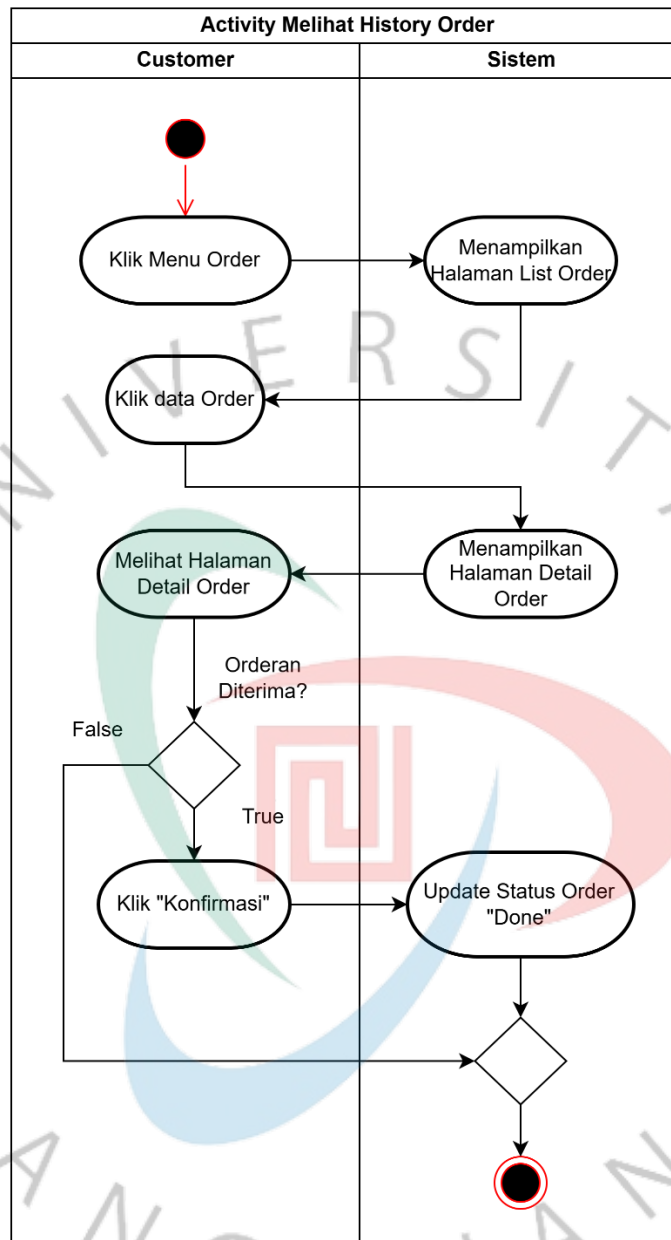 Activity Melihat History Order
Customer
Sistem
Klik Menu Order
Menampilkan
Halaman List Order
Klik data Order
Melihat Halaman
Detail Order
Menampilkan
Halaman Detail
Order
Orderan
Diterima?
False
True
Klik "Konfirmasi"
Update Status Order
"Done"